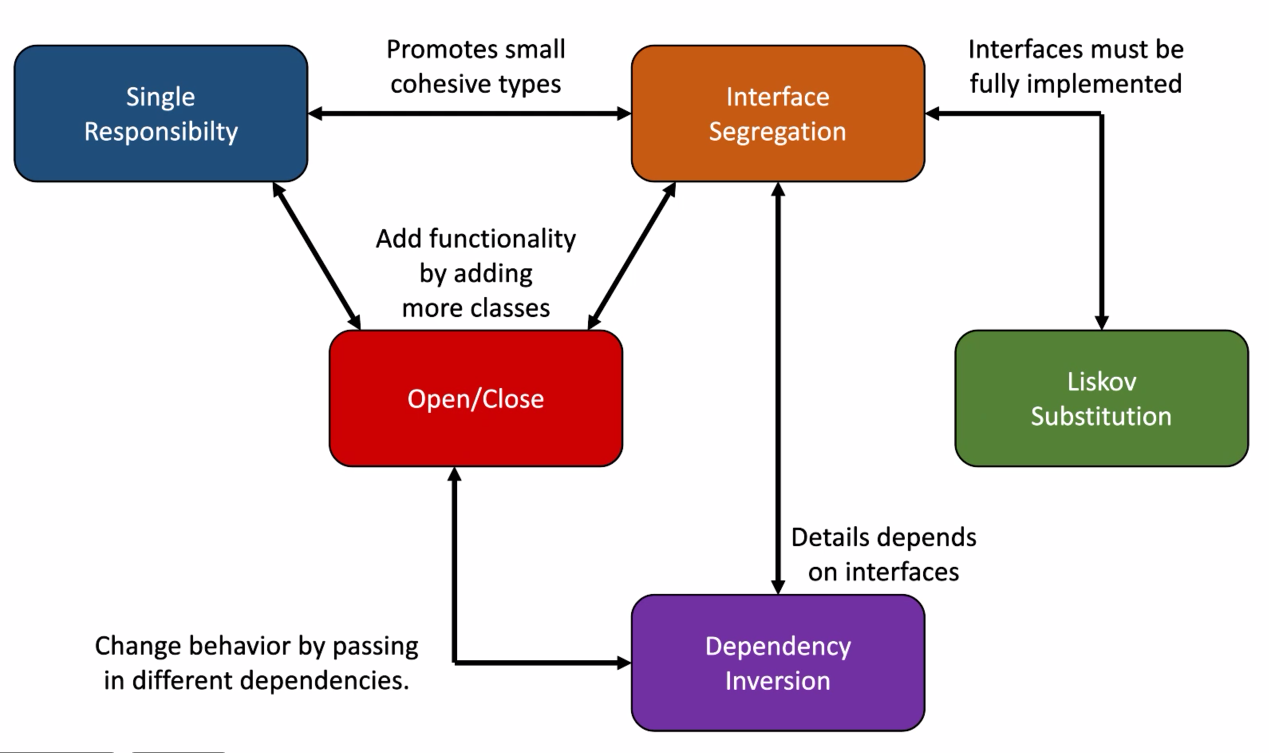 Promotes small
cohesive types
Interfaces must be
fully implemented
Single
Responsibilty
Interface
Segregation
Add functionality
by adding
more classes
Open/Close
Liskov
Substitution
Details depends
on interfaces
Change behavior by passing
in different dependencies.
Dependency
Inversion